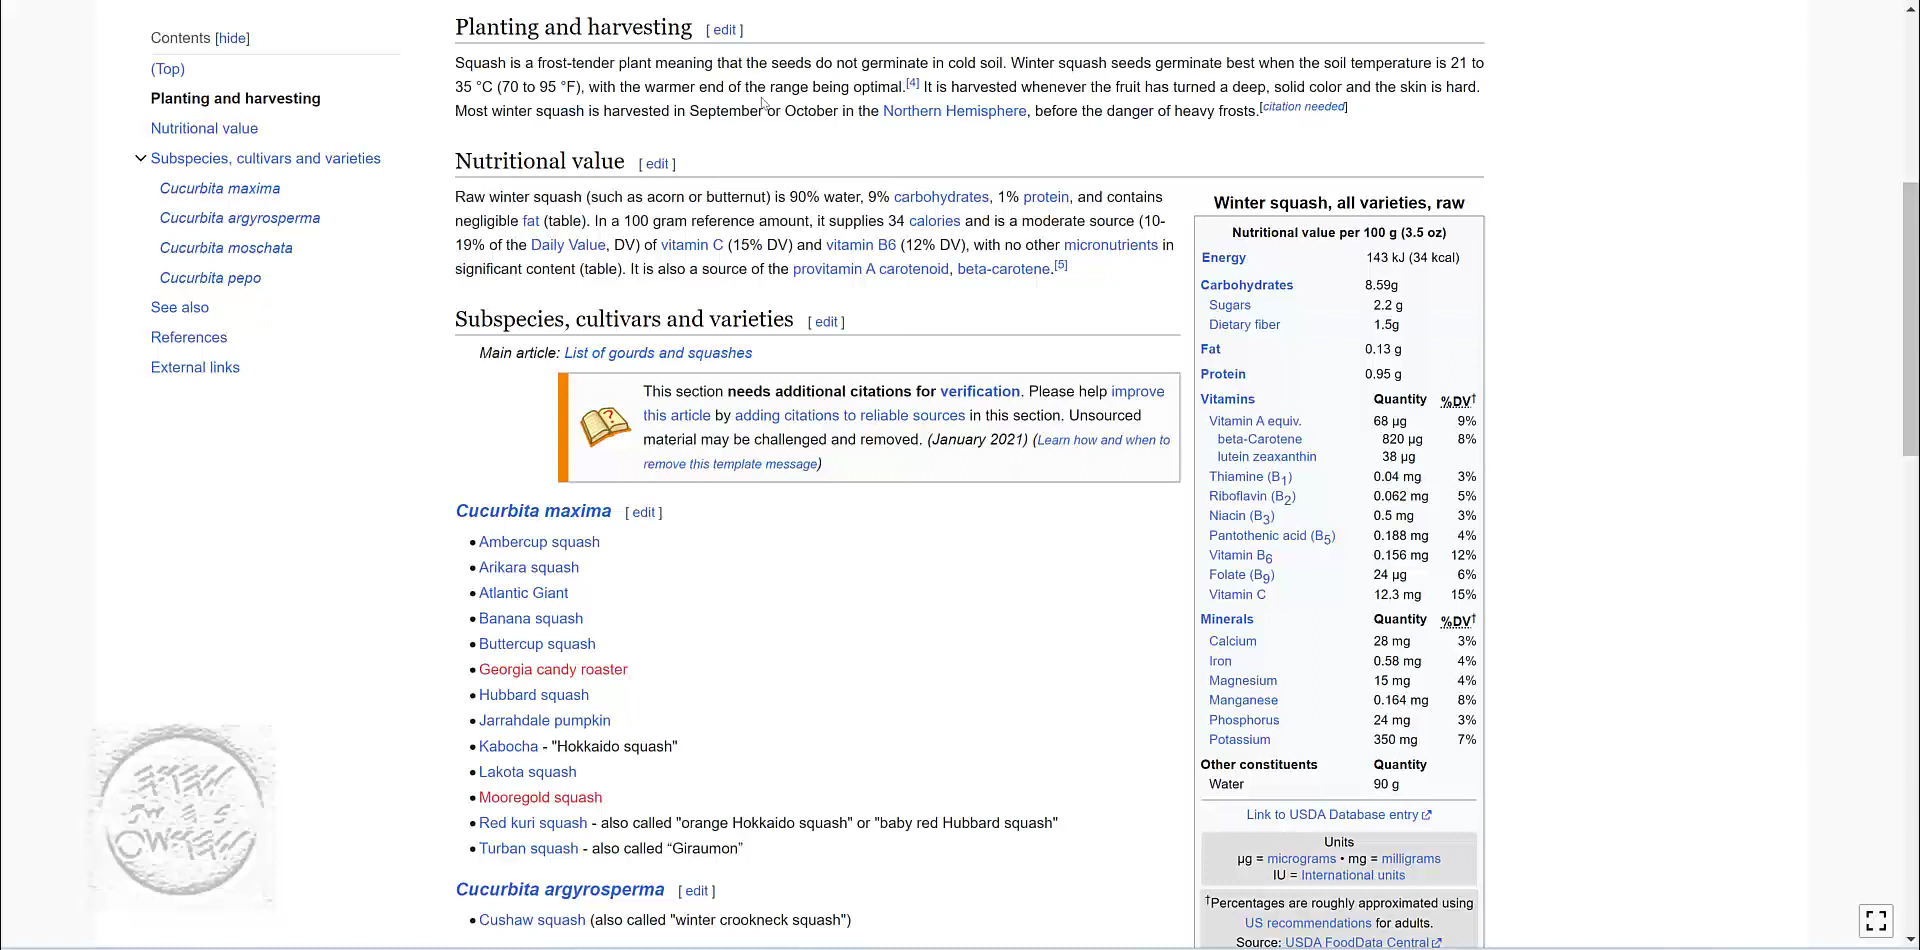 Contents [hide]
(Top)
Planting and harvesting
Nutritional value
Subspecies, cultivars and varieties
Cucurbita maxima
Cucurbita argyrosperma
Cucurbita moschata
Cucurbita pepo
See also
References
External links
Planting and harvesting [ edit ]
Squash is a frost-tender plant meaning that the seeds do not germinate in cold soil. Winter squash seeds germinate best when the soil temperature is 21 to
35 °C (70 to 95 °F), with the warmer end of the range being optimal.[4] It is harvested whenever the fruit has turned a deep, solid color and the skin is hard.
Most winter squash is harvested in September or October in the Northern Hemisphere, before the danger of heavy frosts.[citation needed]
Nutritional value [ edit ]
Raw winter squash (such as acorn or butternut) is 90% water, 9% carbohydrates, 1% protein, and contains
negligible fat (table). In a 100 gram reference amount, it supplies 34 calories and is a moderate source (10-
19% of the Daily Value, DV) of vitamin C (15% DV) and vitamin B6 (12% DV), with no other micronutrients in
significant content (table). It is also a source of the provitamin A carotenoid, beta-carotene.[5]
Subspecies, cultivars and varieties [ edit ]
Main article: List of gourds and squashes
This section needs additional citations for verification. Please help improve
this article by adding citations to reliable sources in this section. Unsourced
material may be challenged and removed. (January 2021) (Learn how and when to
remove this template message)
Cucurbita maxima [ edit ]
• Ambercup squash
• Arikara squash
• Atlantic Giant
• Banana squash
• Buttercup squash
• Georgia candy roaster
• Hubbard squash
• Jarrahdale pumpkin
• Kabocha - "Hokkaido squash"
• Lakota squash
• Mooregold squash
• Red kuri squash - also called "orange Hokkaido squash" or "baby red Hubbard squash"
• Turban squash - also called “Giraumon”
Cucurbita argyrosperma [ edit ]
• Cushaw squash (also called "winter crookneck squash")
Winter squash, all varieties, raw
Nutritional value per 100 g (3.5 oz)
Energy 143 kJ (34 kcal)
Carbohydrates 8.59g
Sugars 2.2 g
Dietary fiber 1.5g
Fat 0.13 g
Protein 0.95 g
Vitamins Quantity %DV†
Vitamin A equiv. 68 μg 9%
beta-Carotene 820 μg 8%
lutein zeaxanthin 38 μg
Thiamine (B1) 0.04 mg 3%
Riboflavin (B2) 0.062 mg 5%
Niacin (B3) 0.5 mg 3%
Pantothenic acid (B5) 0.188 mg 4%
Vitamin B6 0.156 mg 12%
Folate (B9) 24 μg 6%
Vitamin C 12.3 mg 15%
Minerals Quantity %DV†
Calcium 28 mg 3%
Iron 0.58 mg 4%
Magnesium 15 mg 4%
Manganese 0.164 mg 8%
Phosphorus 24 mg 3%
Potassium 350 mg 7%
Other constituents Quantity
Water 90 g
Link to USDA Database entry
Units
μg = micrograms • mg = milligrams
IU = International units
†Percentages are roughly approximated using
US recommendations for adults.
Source: USDA FoodData Central